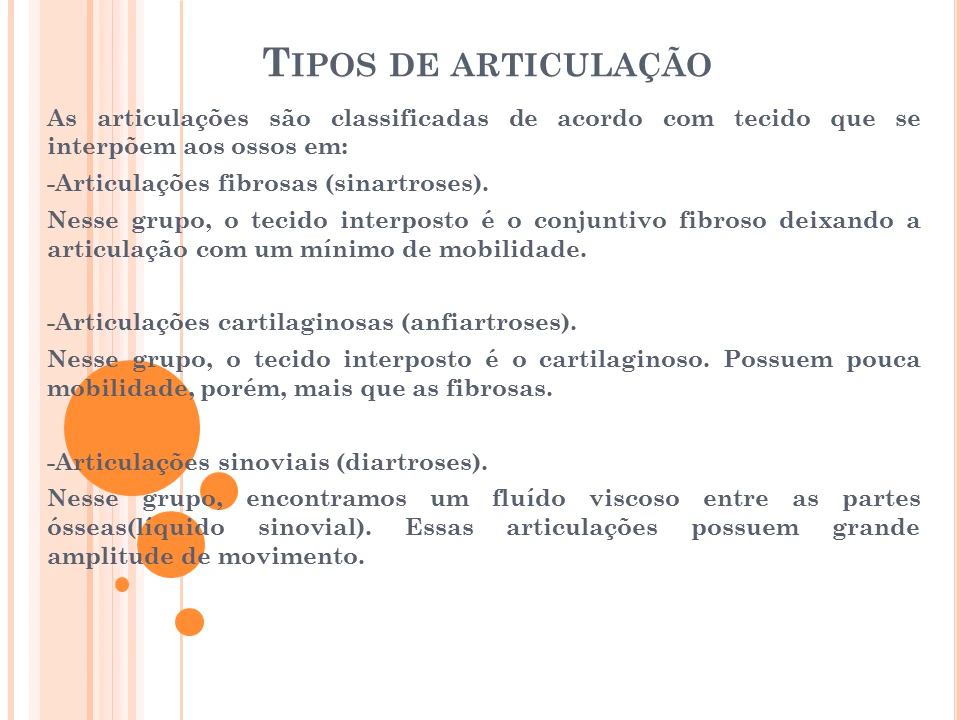 Tipos de articulação
As articulações são classificadas de acordo com tecido que se
interpõem aos ossos em:
-Articulações fibrosas (sinartroses).
Nesse grupo, o tecido interposto é o conjuntivo fibroso deixando a
articulação com um mínimo de mobilidade.
-Articulações cartilaginosas (anfiartroses).
Nesse grupo, o tecido interposto é o cartilaginoso. Possuem pouca
mobilidade, porém, mais que as fibrosas.
-Articulações sinoviais (diartroses).
Nesse grupo, encontramos um fluído viscoso entre as partes
ósseas(líquido sinovial). Essas articulações possuem grande
amplitude de movimento.